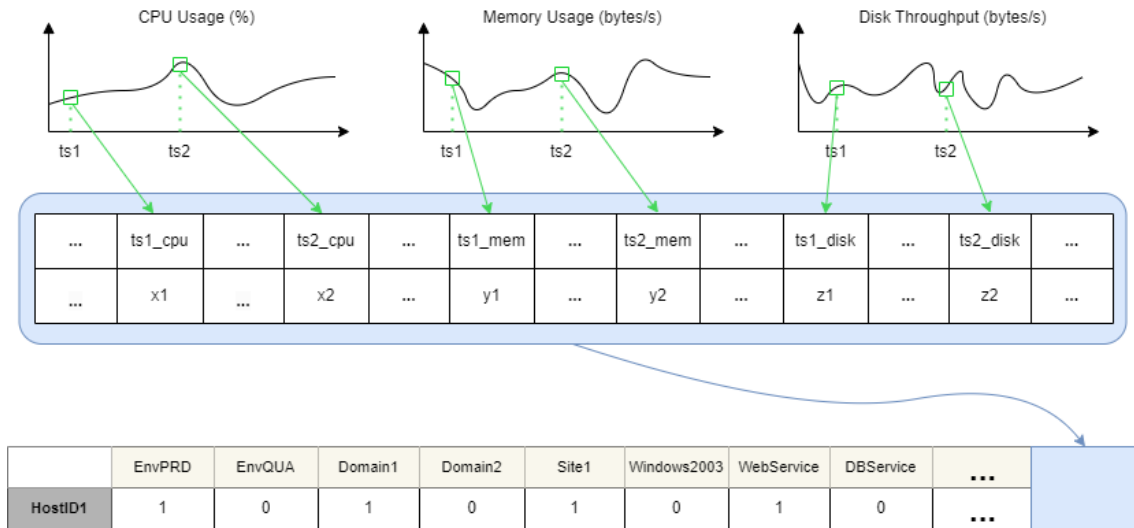 CPU Usage (%) Memory Usage (bytes/s) Disk Throughput (bytes/s)
ts1 ts2 ts1 ts2 ts1 ts2
... ts1_cpu ... ts2_cpu ... ts1_mem ... ts2_mem ... ts1_disk ... ts2_disk ...
... x1 ... x2 ... y1 ... y2 ... z1 ... z2 ...
EnvPRD EnvQUA Domain1 Domain2 Site1 Windows2003 WebService DBService ...
HostID1 1 0 1 0 1 0 1 0 ...